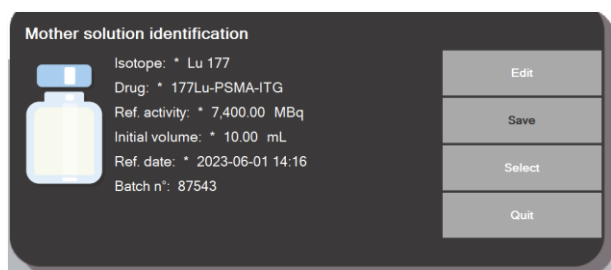 Mother solution identification
Isotope: * Lu 177
Drug: * 177Lu-PSMA-ITG
Ref. activity: * 7,400.00 MBq
Initial volume: * 10.00 mL
Ref. date: * 2023-06-01 14:16
Batch n°: 87543
Edit
Save
Select
Quit